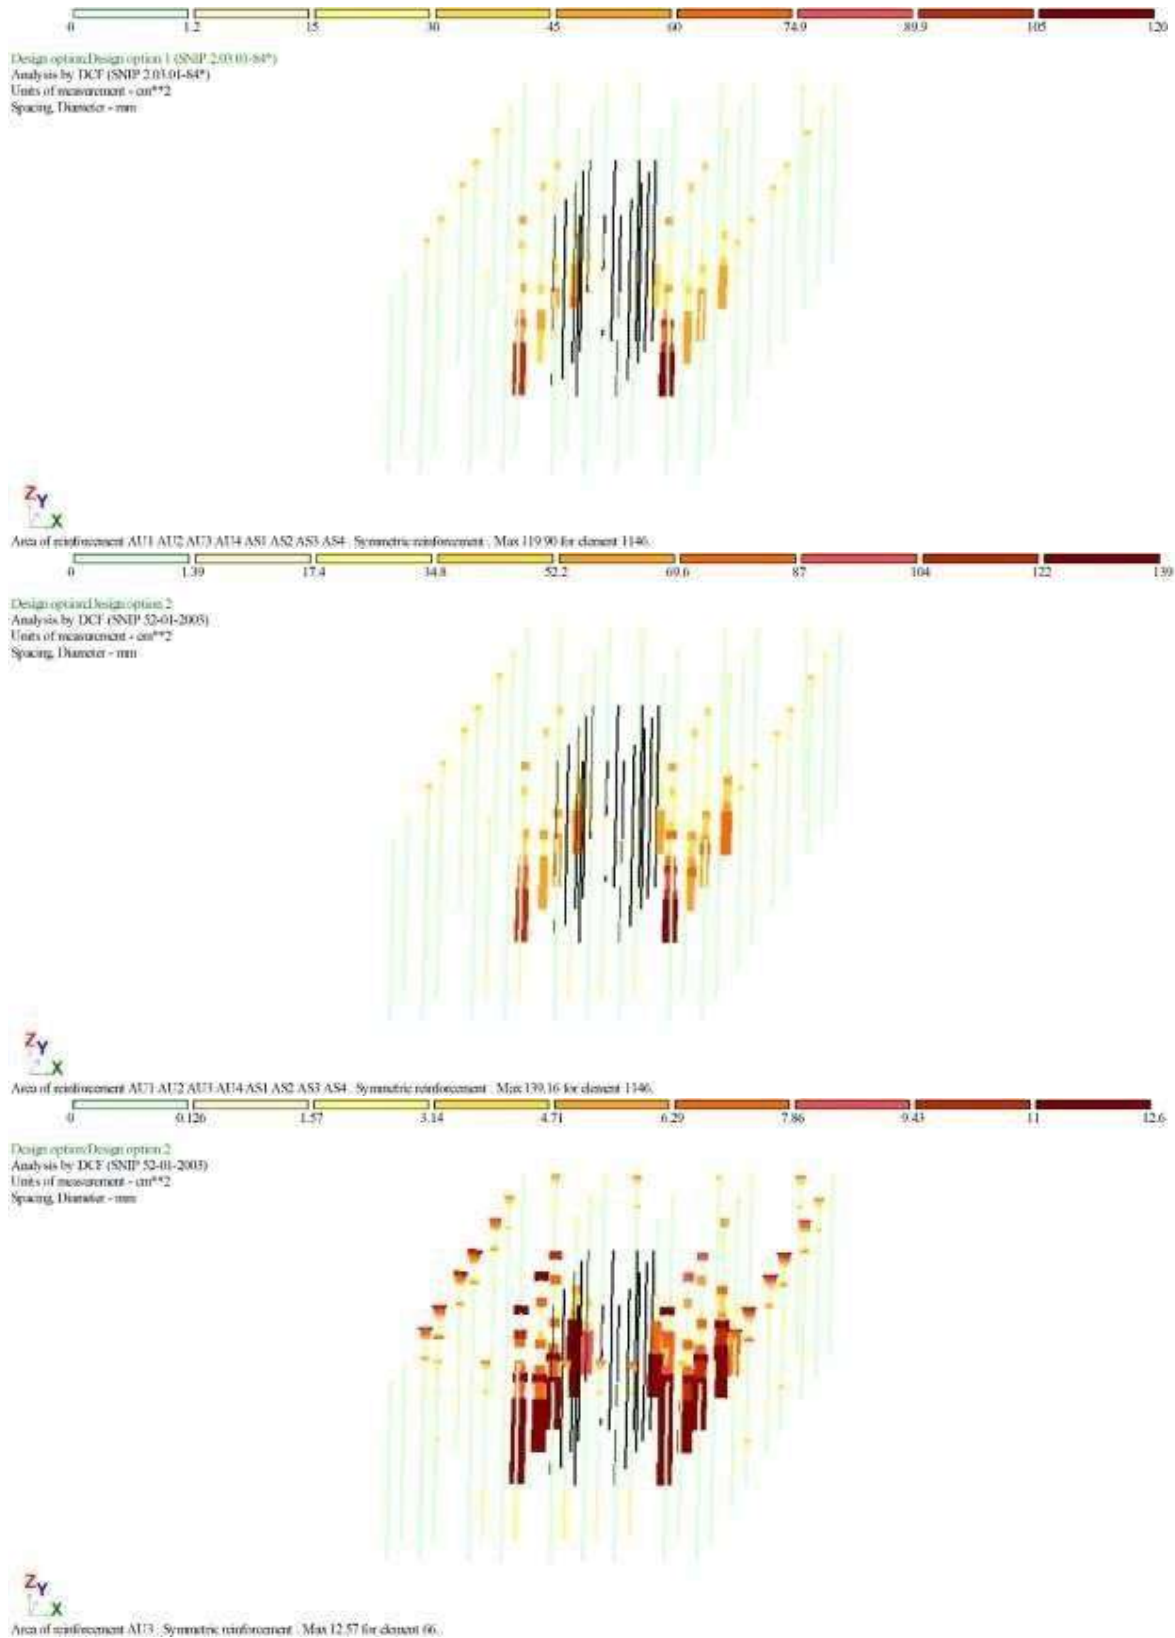 0 1.2 15 30 45 60 74.9 89.9 105 120
Design option:Design option 1 (SNIP 2.03.01-84*)
Analysis by DCF (SNIP 2.03.01-84*)
Units of measurement - cm**2
Spacing, Diameter - mm
Z
Y
X
Area of reinforcement AU1 AU2 AU3 AU4 AS1 AS2 AS3 AS4 . Symmetric reinforcement . Max 119.90 for element 1146.
0 1.39 17.4 34.8 52.2 69.6 87 104 122 139
Design option:Design option 2
Analysis by DCF (SNIP 52-01-2003)
Units of measurement - cm**2
Spacing, Diameter - mm
Z
Y
X
Area of reinforcement AU1 AU2 AU3 AU4 AS1 AS2 AS3 AS4 . Symmetric reinforcement . Max 139.16 for element 1146.
0 0.126 1.57 3.14 4.71 6.29 7.86 9.43 11 12.6
Design option:Design option 2
Analysis by DCF (SNIP 52-01-2003)
Units of measurement - cm**2
Spacing, Diameter - mm
Z
Y
X
Area of reinforcement AU3 . Symmetric reinforcement . Max 12.57 for element 66.